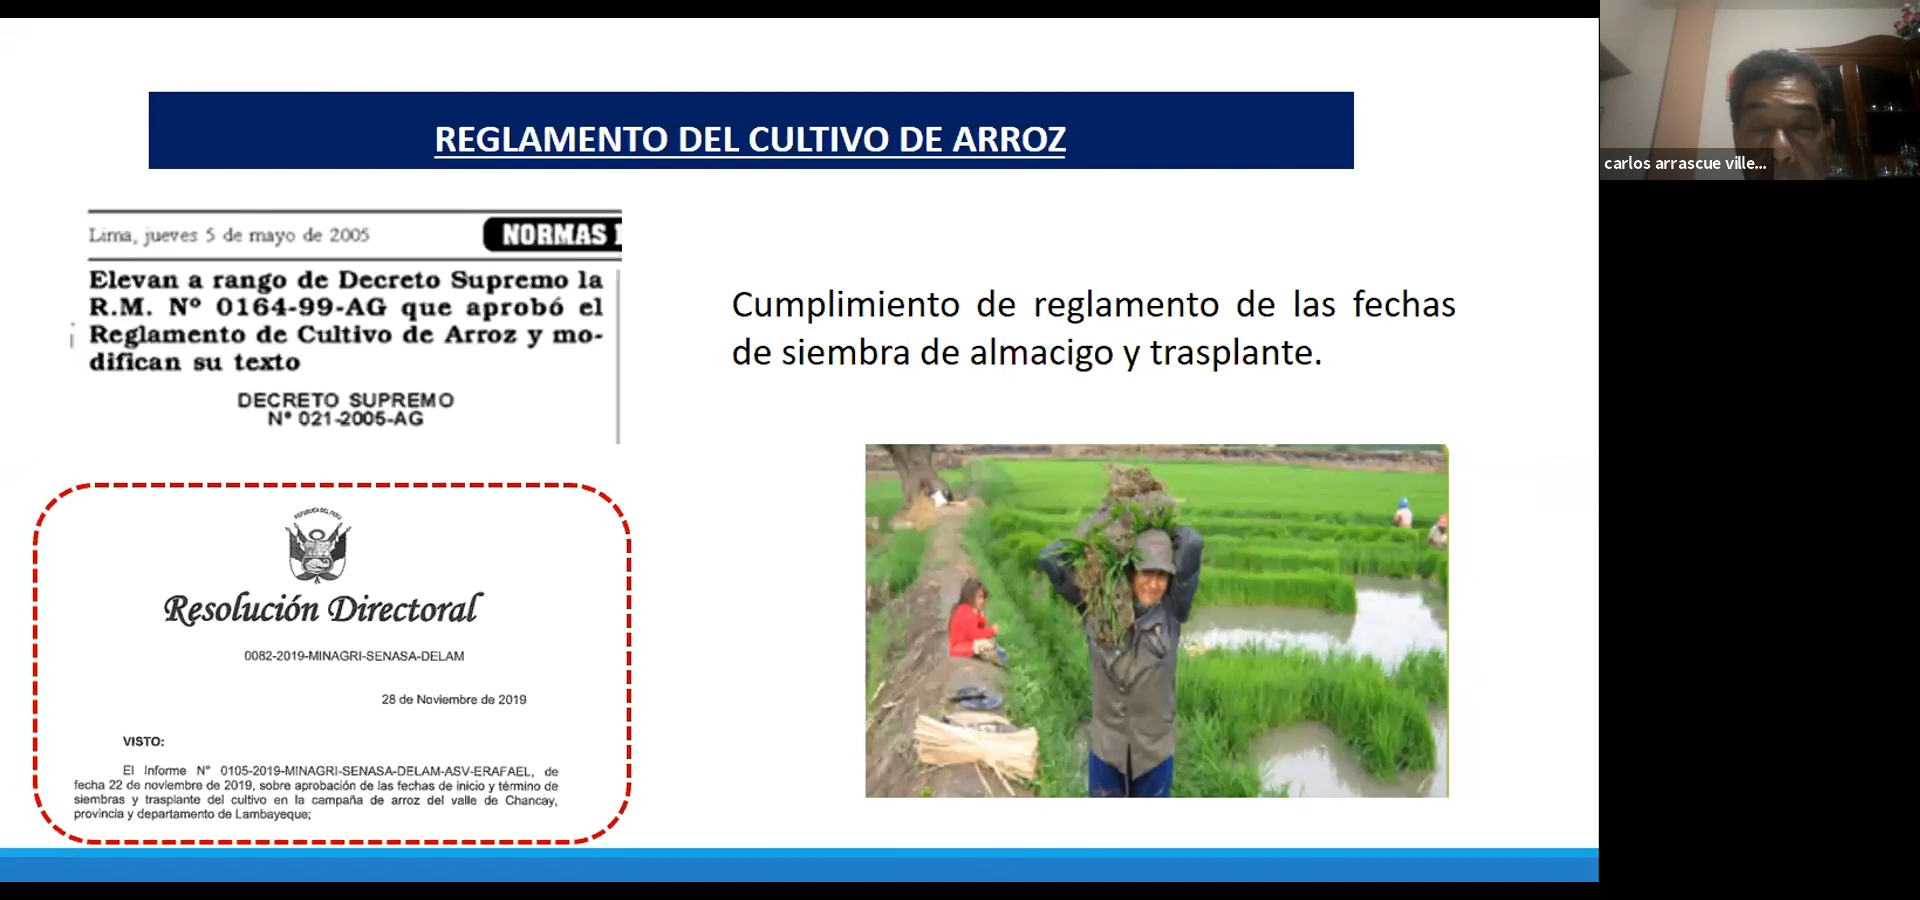 REGLAMENTO DEL CULTIVO DE ARROZ
Lima, jueves 5 de mayo de 2005
NORMAS
Elevan a rango de Decreto Supremo la
R.M. Nº 0164-99-AG que aprobó el
Reglamento de Cultivo de Arroz y mo-
difican su texto
DECRETO SUPREMO
Nº 021-2005-AG
Cumplimiento de reglamento de las fechas
de siembra de almacigo y trasplante.
REPUBLICA DEL PERU
Resolución Directoral
0082-2019-MINAGRI-SENASA-DELAM
28 de Noviembre de 2019
VISTO:
El Informe N° 0105-2019-MINAGRI-SENASA-DELAM-ASV-ERAFAEL, de
fecha 22 de noviembre de 2019, sobre aprobación de las fechas de inicio y término de
siembras y trasplante del cultivo en la campaña de arroz del valle de Chancay,
provincia y departamento de Lambayeque;
carlos arrascue ville...